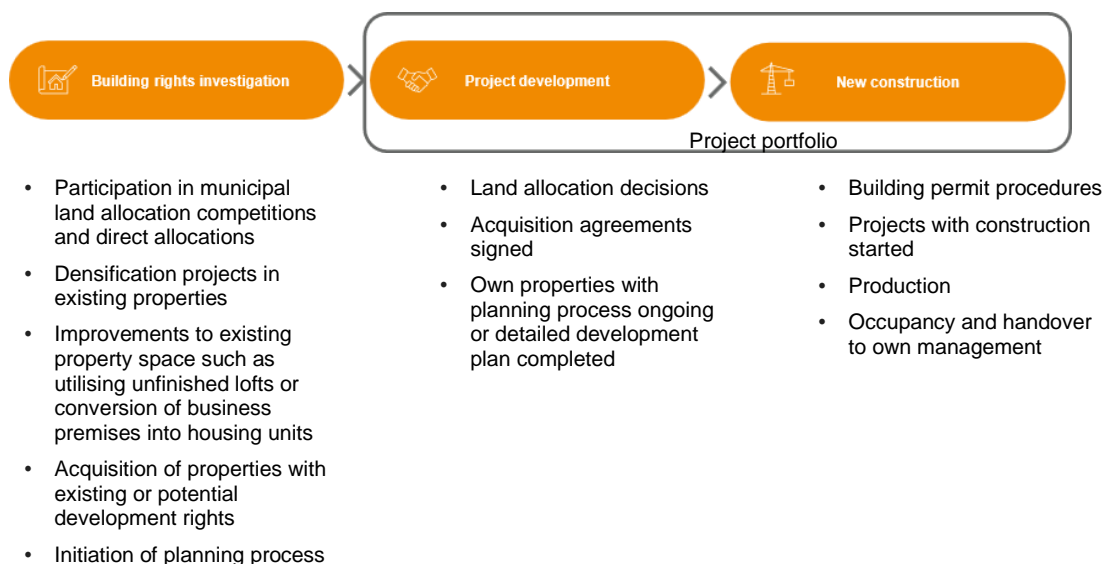 Building rights investigation
Project development
New construction
Project portfolio
• Participation in municipal
land allocation competitions
and direct allocations
• Densification projects in
existing properties
• Improvements to existing
property space such as
utilising unfinished lofts or
conversion of business
premises into housing units
• Acquisition of properties with
existing or potential
development rights
• Initiation of planning process
• Land allocation decisions
• Acquisition agreements
signed
• Own properties with
planning process ongoing
or detailed development
plan completed
• Building permit procedures
• Projects with construction
started
• Production
• Occupancy and handover
to own management